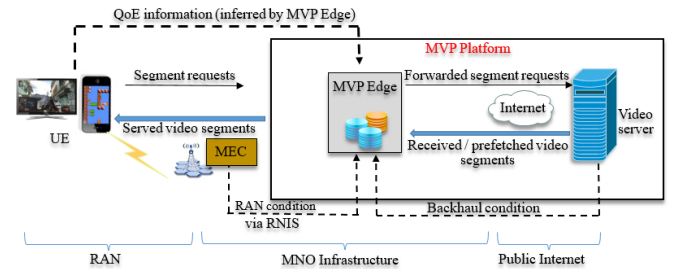 QoE information (inferred by MVP Edge)
MVP Platform
Segment requests
Forwarded segment requests
MVP Edge
Internet
Video
server
UE
Served video segments
Received / prefetched video
segments
MEC
RAN condition
via RNIS
Backhaul condition
RAN
MNO Infrastructure
Public Internet